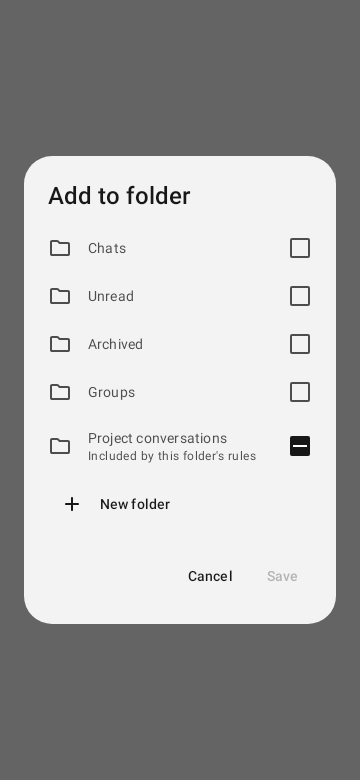 Add to folder
Chats
Unread
Archived
Groups
Project conversations
Included by this folder's rules
New folder
Cancel
Save